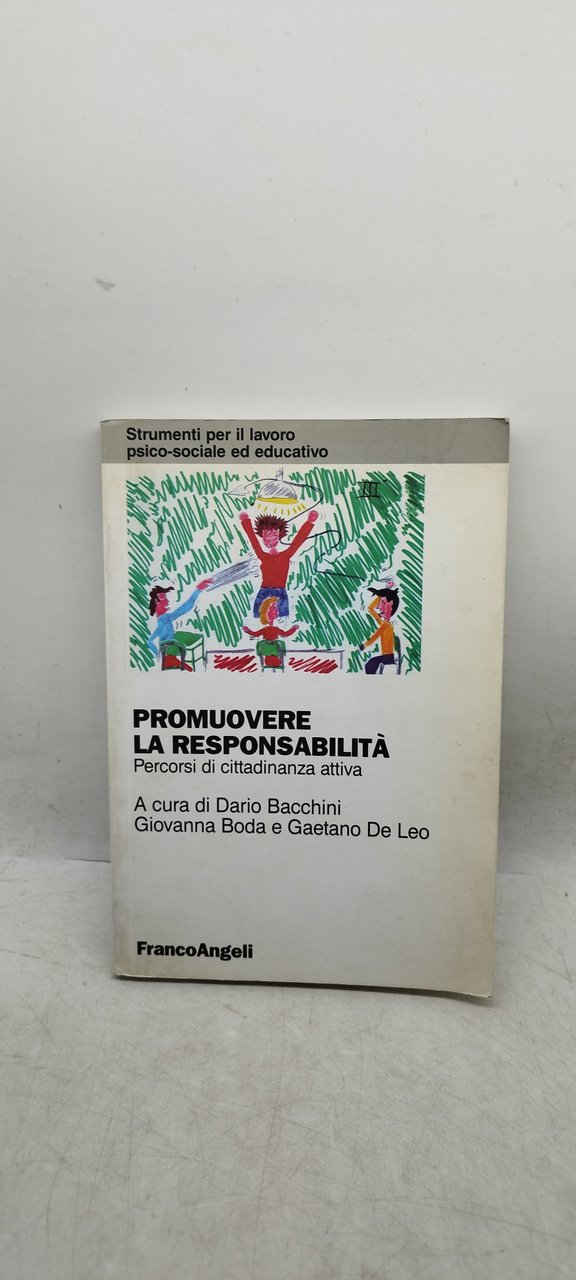 Strumenti per il lavoro
psico-sociale ed educativo
III
PROMUOVERE
LA RESPONSABILITÀ
Percorsi di cittadinanza attiva
A cura di Dario Bacchini
Giovanna Boda e Gaetano De Leo
FrancoAngeli